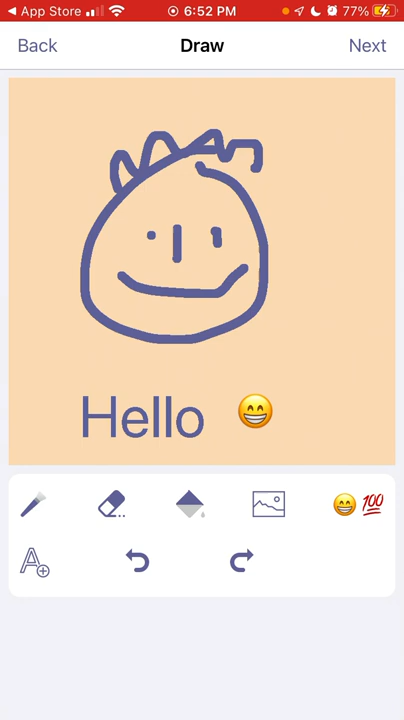 App Store 6:52 PM 77%
Back Draw Next
Hello 😁
😁 💯